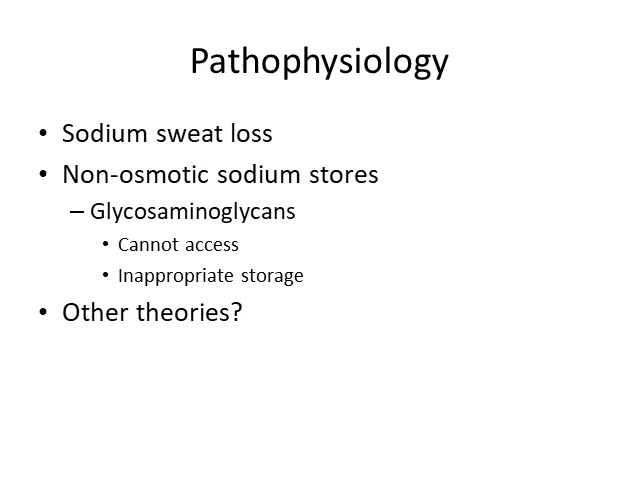 Pathophysiology
• Sodium sweat loss
• Non-osmotic sodium stores
– Glycosaminoglycans
• Cannot access
• Inappropriate storage
• Other theories?